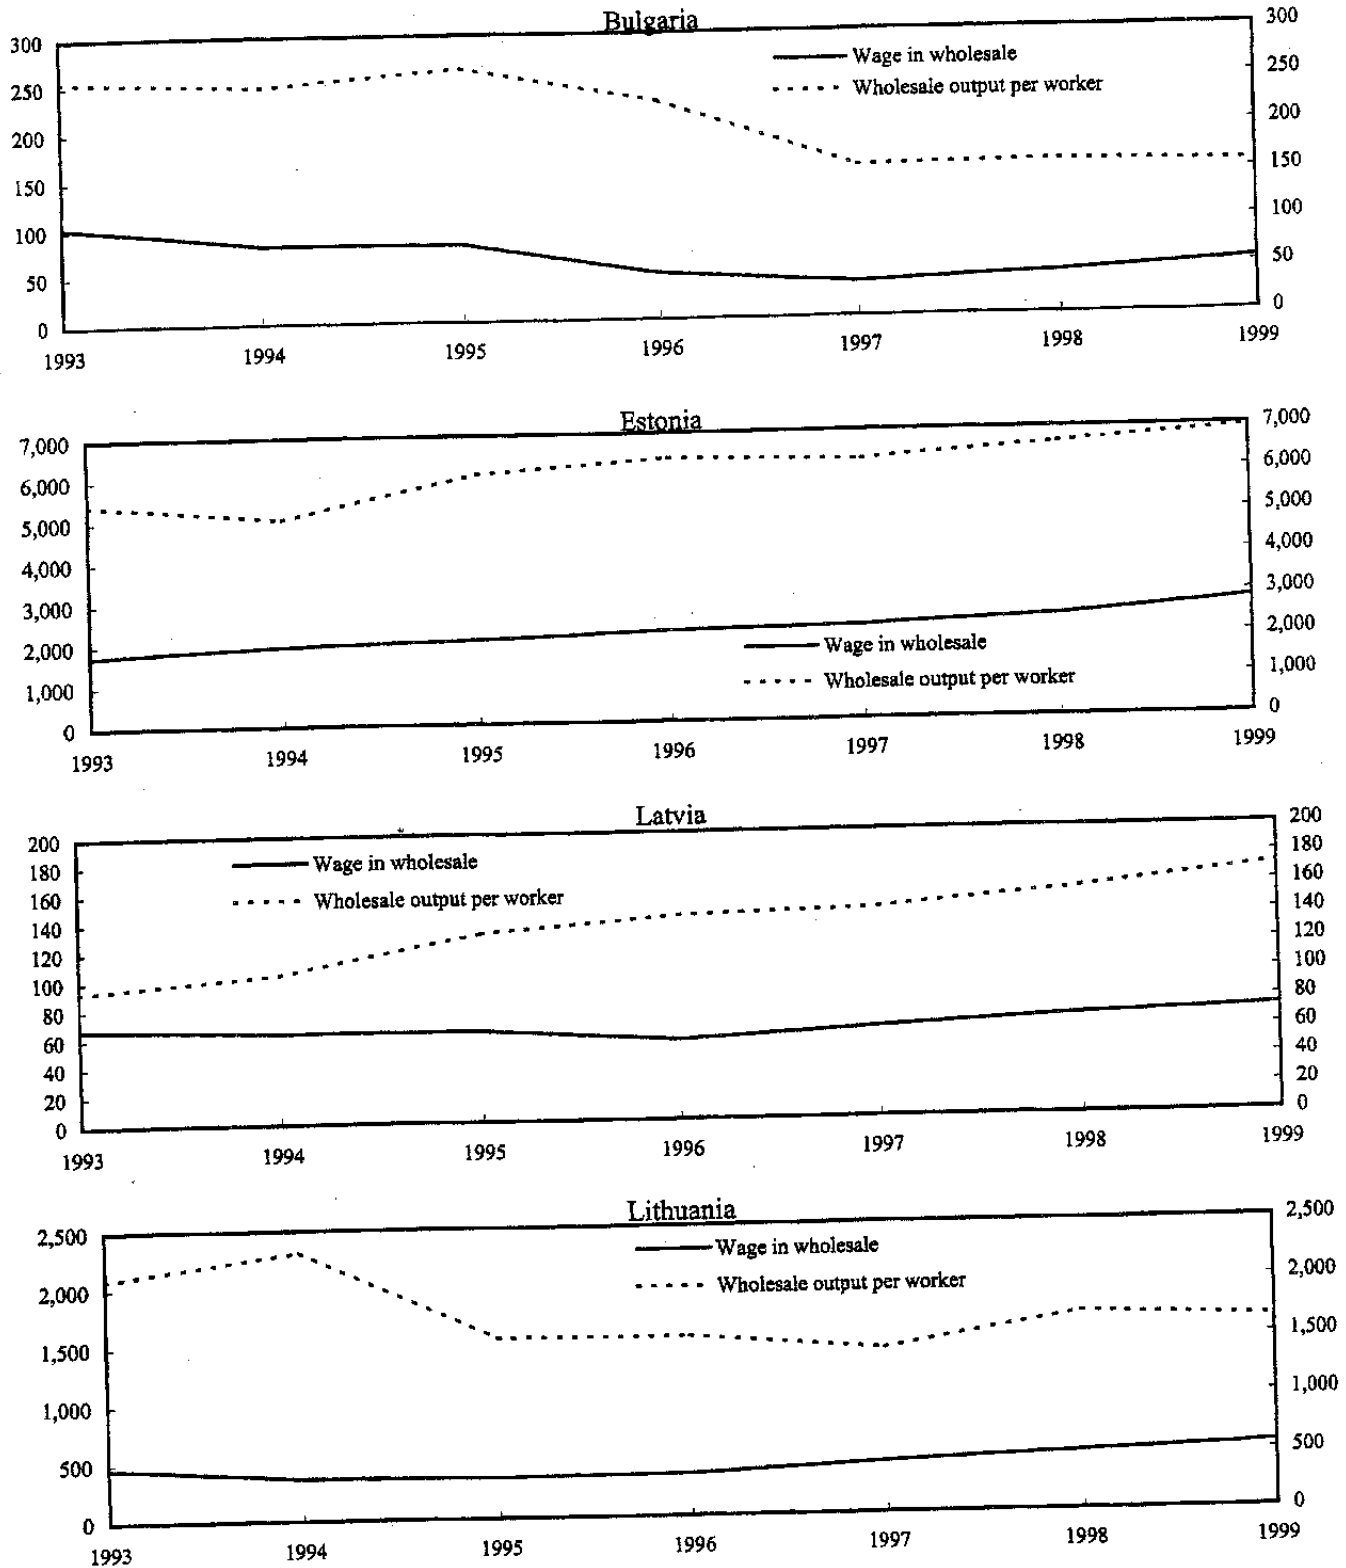 Bulgaria
300 300
Wage in wholesale
250 250
Wholesale output per worker
200 200
150 150
100 100
50 50
0 0
1993 1994 1995 1996 1997 1998 1999
Estonia
7,000 7,000
6,000 6,000
5,000 5,000
4,000 4,000
3,000 3,000
2,000 2,000
Wage in wholesale
1,000 1,000
Wholesale output per worker
0 0
1993 1994 1995 1996 1997 1998 1999
Latvia
200 200
180 180
Wage in wholesale
160 160
Wholesale output per worker
140 140
120 120
100 100
80 80
60 60
40 40
20 20
0 0
1993 1994 1995 1996 1997 1998 1999
Lithuania
2,500 2,500
Wage in wholesale
2,000 2,000
Wholesale output per worker
1,500 1,500
1,000 1,000
500 500
0 0
1993 1994 1995 1996 1997 1998 1999